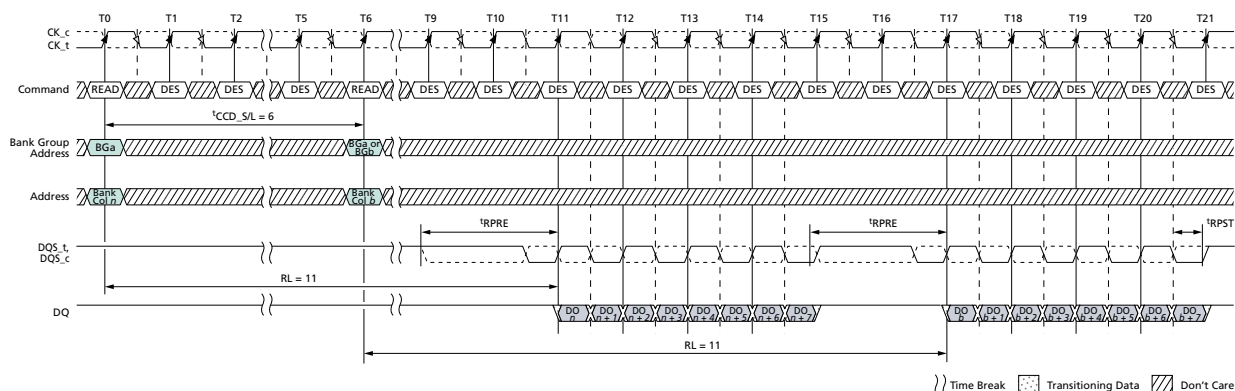 T0 T1 T2 T5 T6 T9 T10 T11 T12 T13 T14 T15 T16 T17 T18 T19 T20 T21
CK_c
CK_t
Command READ DES DES DES READ DES DES DES DES DES DES DES DES DES DES DES DES DES
tCCD_S/L = 6
Bank Group
Address
BGa
BGa or
BGb
Address
Bank
Col n
Bank
Col b
tRPRE
tRPRE
tRPST
DQS_t,
DQS_c
RL = 11
DQ
DO
n
DO
n + 1
DO
n + 2
DO
n + 3
DO
n + 4
DO
n + 5
DO
n + 6
DO
n + 7
DO
b
DO
b + 1
DO
b + 2
DO
b + 3
DO
b + 4
DO
b + 5
DO
b + 6
DO
b + 7
RL = 11
Time Break Transitioning Data Don't Care